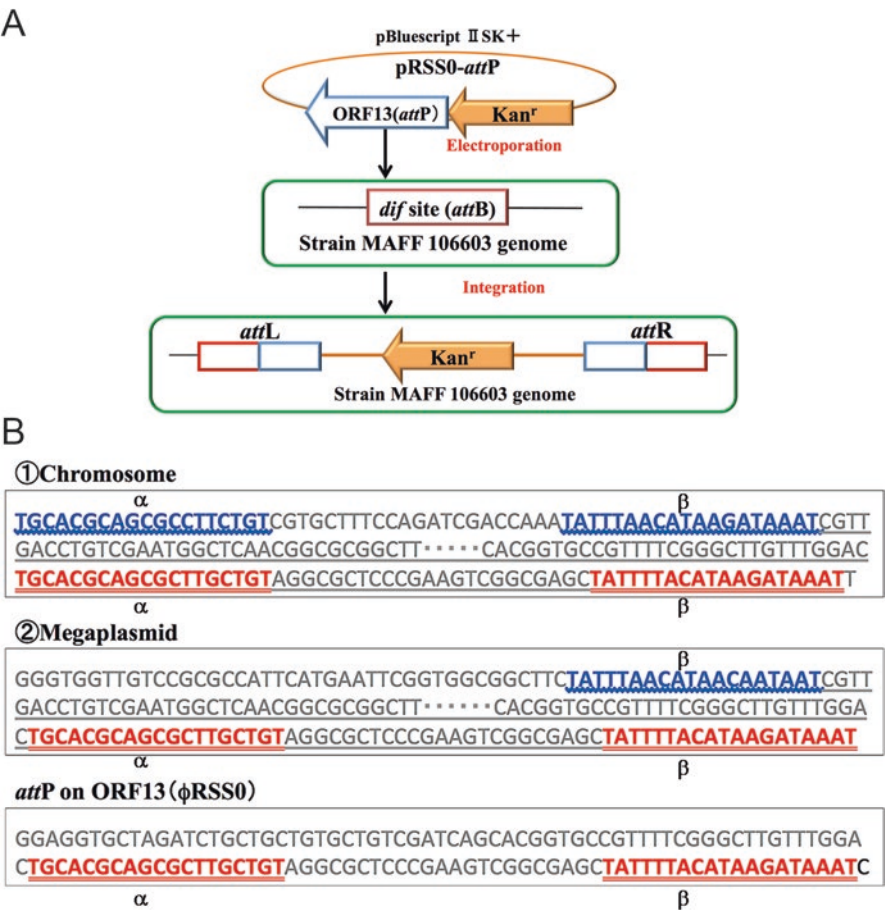 A
pBluescript ⅡSK+
pRSS0-attP
ORF13(attP)
Kanr
Electroporation
dif site (attB)
Strain MAFF 106603 genome
Integration
attL
attR
Kanr
Strain MAFF 106603 genome
B
①Chromosome
α β
TGCACGCAGCGCCTTCTGTCGTGCTTTCCAGATCGACCAAATATTTAACATAAGATAAATCGTT
GACCTGTCGAATGGCTCAACGGCGCGGCTT·····CACGGTGCCGTTTTCGGGCTTGTTTGGAC
TGCACGCAGCGCTTGCTGTAGGCGCTCCCGAAGTCGGCGAGCTATTTTACATAAGATAAATT
α β
②Megaplasmid
β
GGGTGGTTGTCCGCGCCATTCATGAATTCGGTGGCGGCTTCTATTTAACATAACAATAATCGTT
GACCTGTCGAATGGCTCAACGGCGCGGCTT······CACGGTGCCGTTTTCGGGCTTGTTTGGA
CTGCACGCAGCGCTTGCTGTAGGCGCTCCCGAAGTCGGCGAGCTATTTTACATAAGATAAAT
α β
attP on ORF13(ϕRSS0)
GGAGGTGCTAGATCTGCTGCTGTGCTGTCGATCAGCACGGTGCCGTTTTCGGGCTTGTTTGGA
CTGCACGCAGCGCTTGCTGTAGGCGCTCCCGAAGTCGGCGAGCTATTTTACATAAGATAAATC
α β